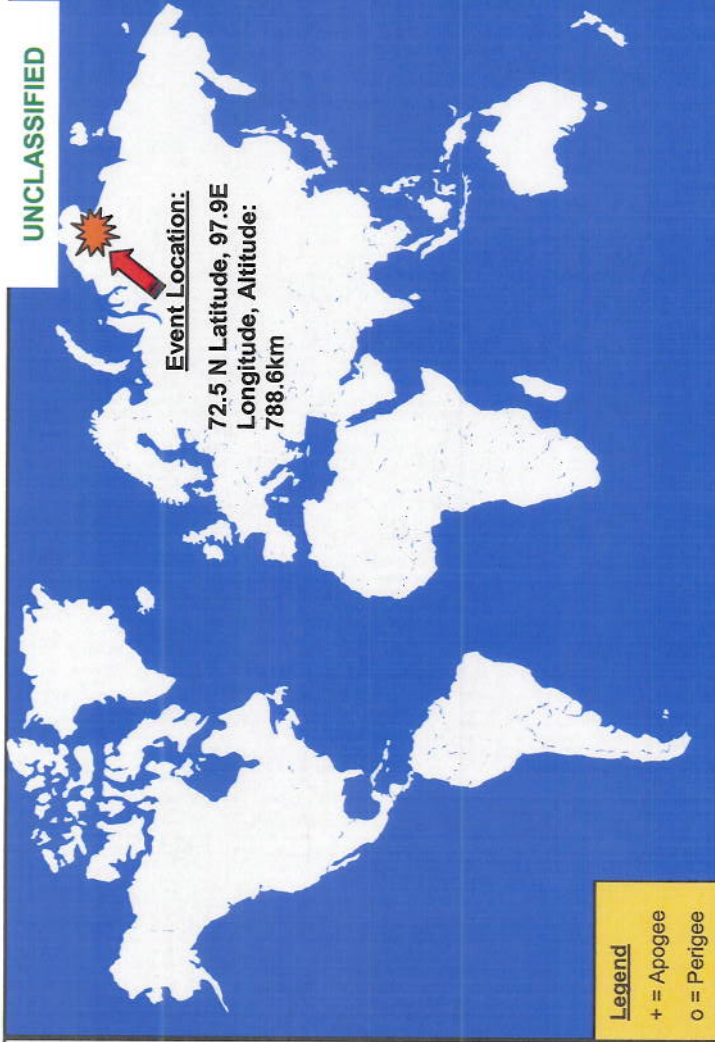 UNCLASSIFIED
Event Location:
72.5 N Latitude, 97.9E
Longitude, Altitude:
788.6km
Legend
+ = Apogee
o = Perigee